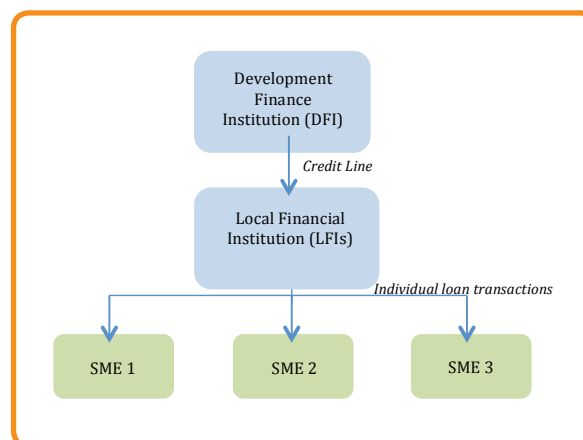 Development
Finance
Institution (DFI)
Credit Line
Local Financial
Institution (LFIs)
Individual loan transactions
SME 1
SME 2
SME 3